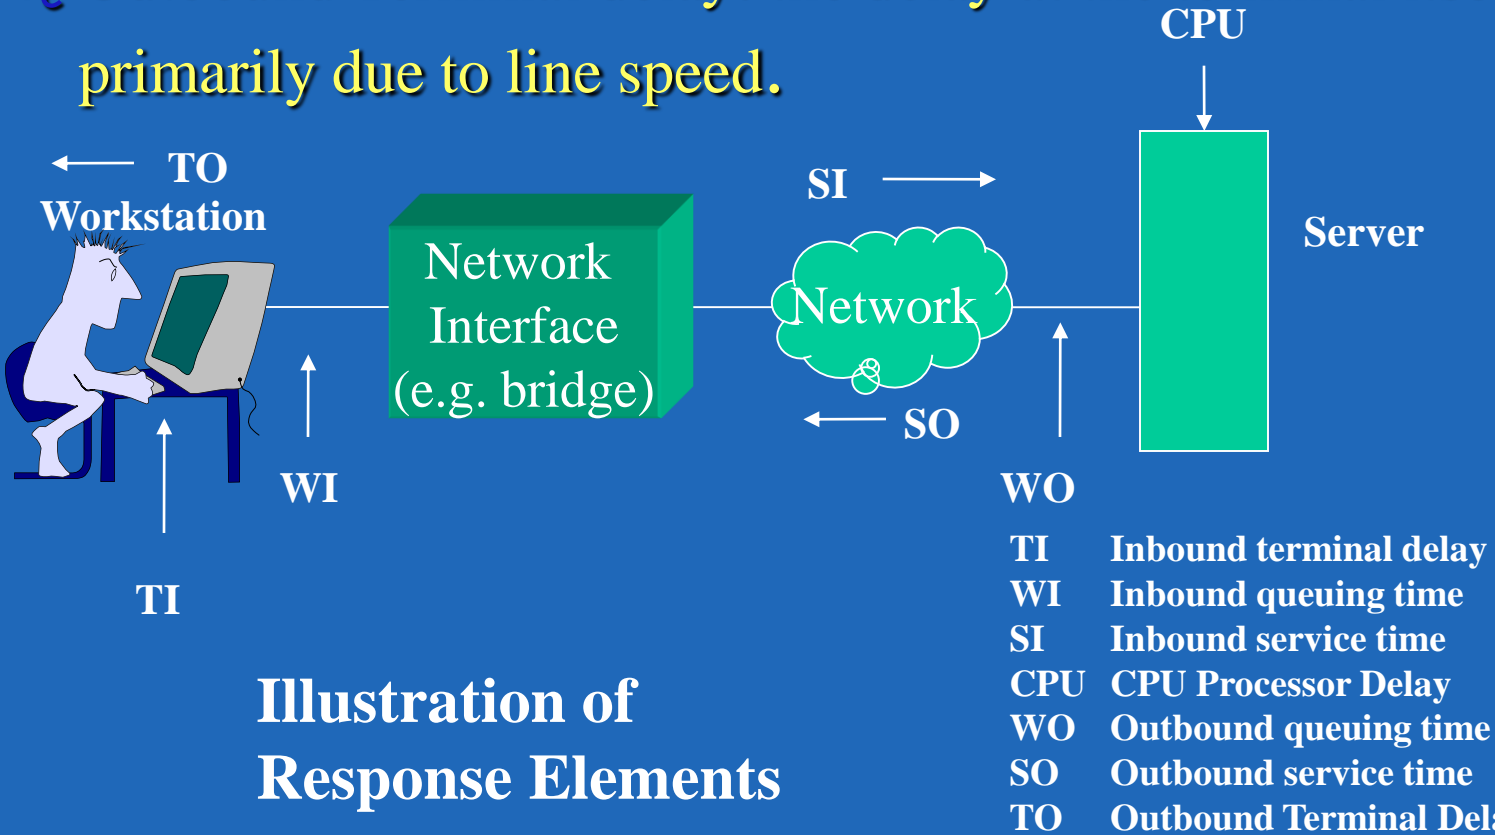 primarily due to line speed.
CPU
TO
Workstation
SI
Server
Network
Interface
(e.g. bridge)
Network
SO
WI
WO
TI
TI Inbound terminal delay
WI Inbound queuing time
SI Inbound service time
CPU CPU Processor Delay
WO Outbound queuing time
SO Outbound service time
TO Outbound Terminal
Illustration of
Response Elements